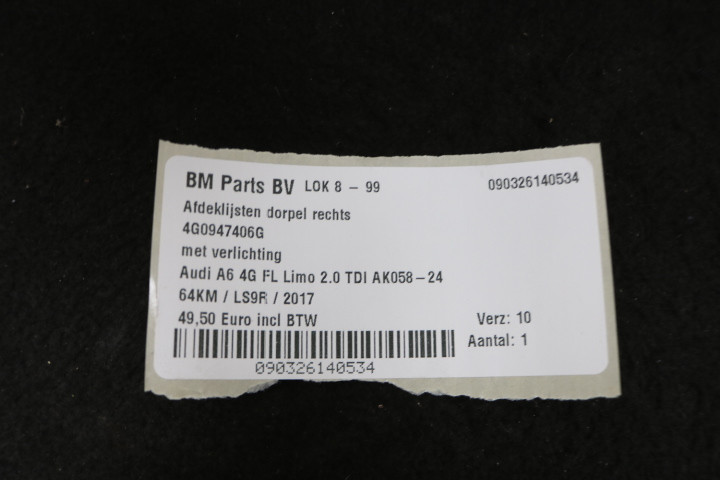 BM Parts BV LOK 8 - 99 090326140534
Afdeklijsten dorpel rechts
4G0947406G
met verlichting
Audi A6 4G FL Limo 2.0 TDI AK058-24
64KM / LS9R / 2017
49,50 Euro incl BTW Verz: 10
Aantal: 1
090326140534